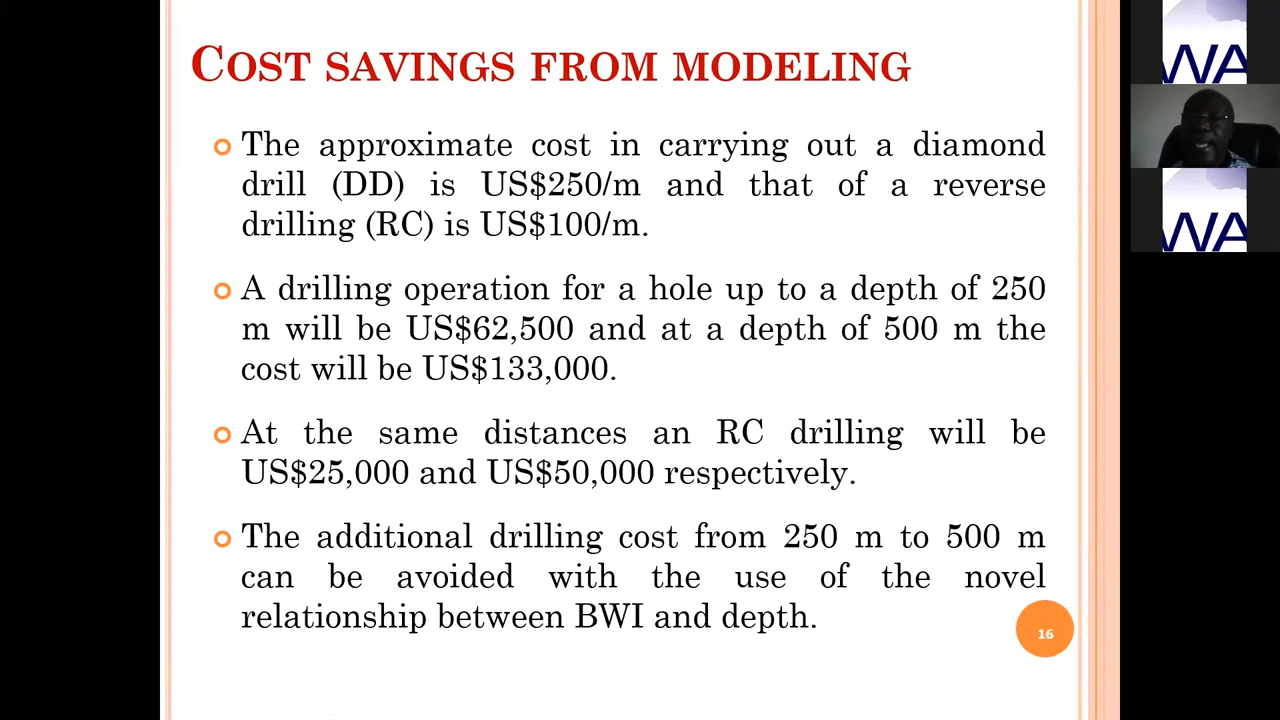 COST SAVINGS FROM MODELING
The approximate cost in carrying out a diamond
drill (DD) is US$250/m and that of a reverse
drilling (RC) is US$100/m.
A drilling operation for a hole up to a depth of 250
m will be US$62,500 and at a depth of 500 m the
cost will be US$133,000.
At the same distances an RC drilling will be
US$25,000 and US$50,000 respectively.
The additional drilling cost from 250 m to 500 m
can be avoided with the use of the novel
relationship between BWI and depth.
16
WA
WA